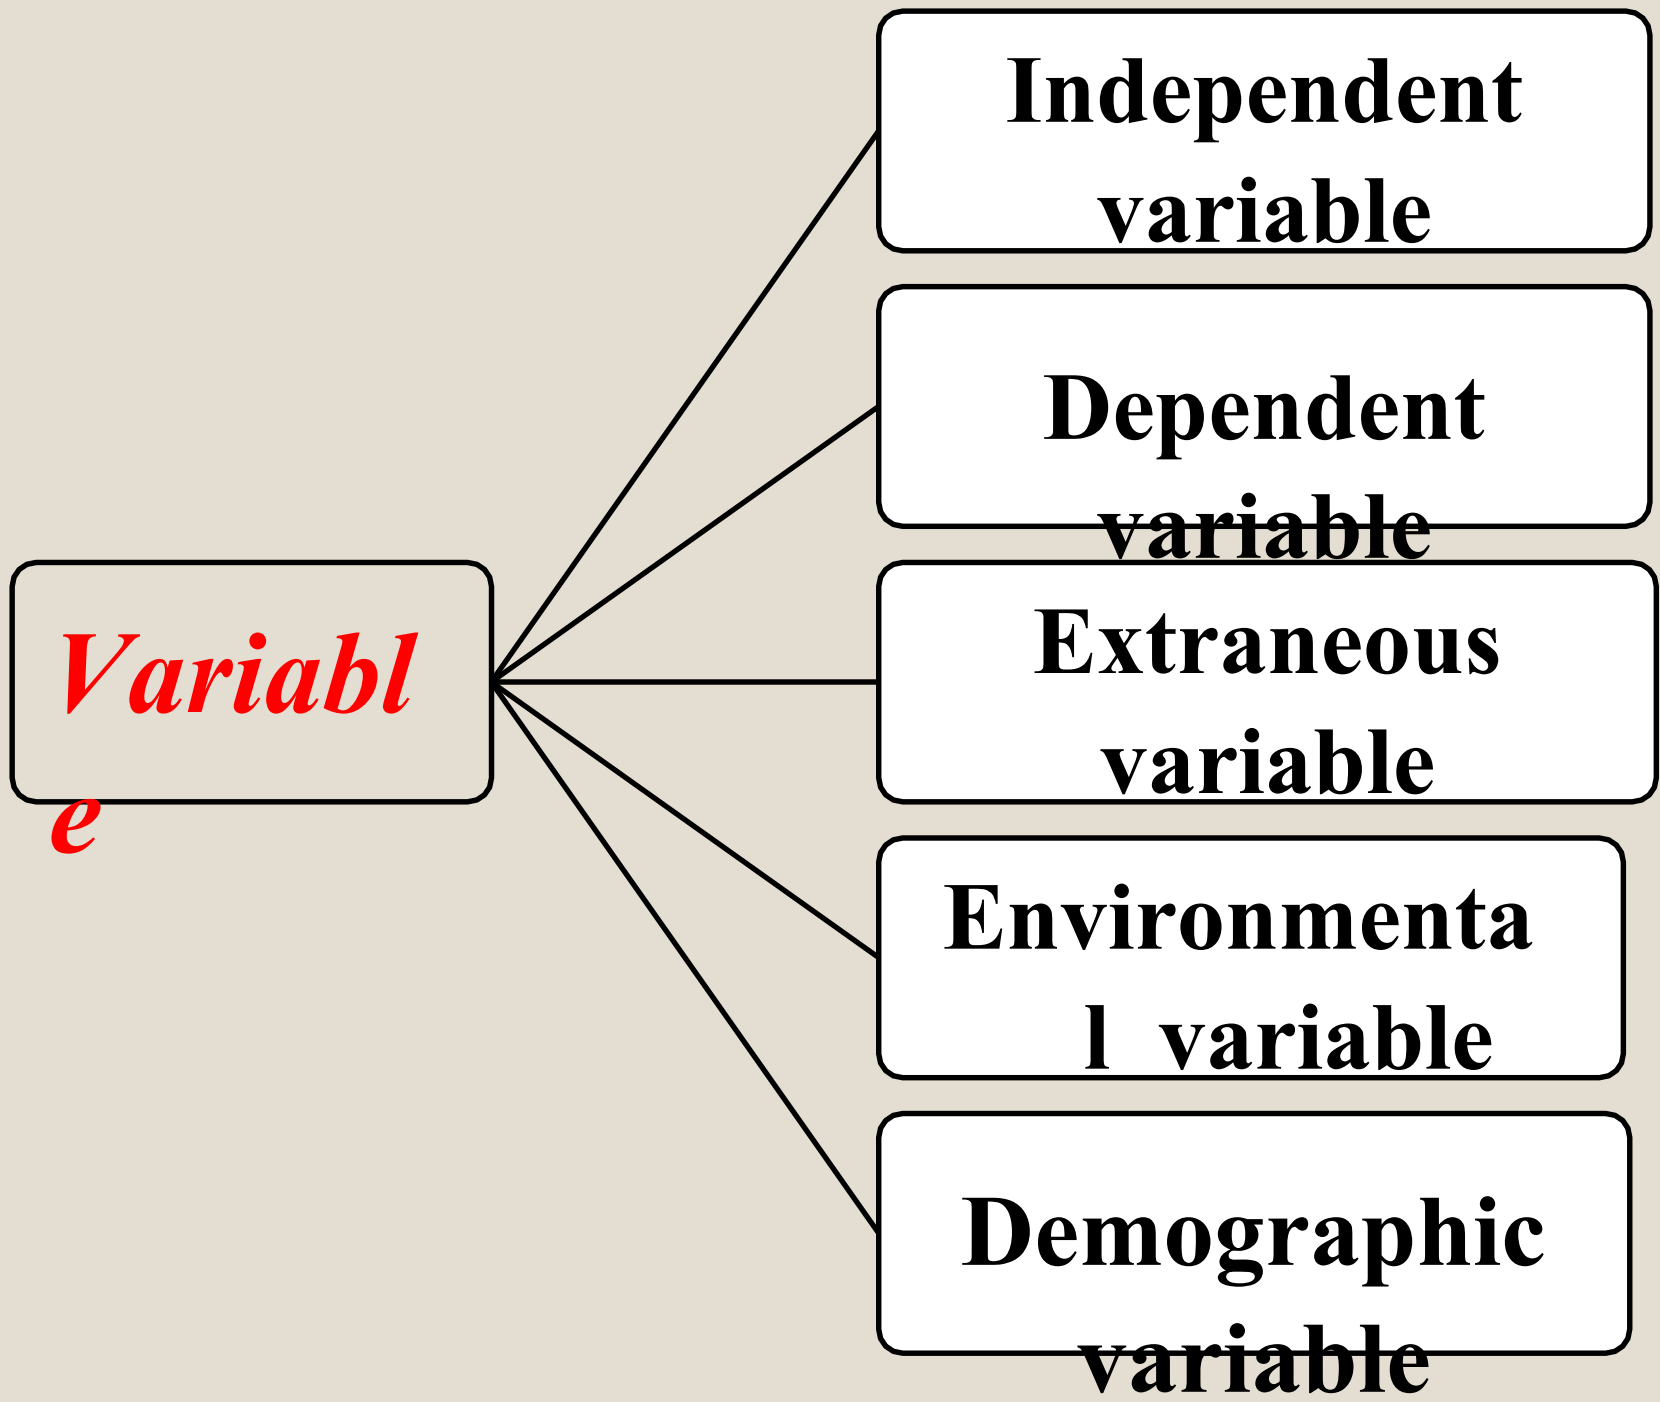 Independent
variable
Dependent
variable
Variabl
e
Extraneous
variable
Environmenta
l variable
Demographic
variable